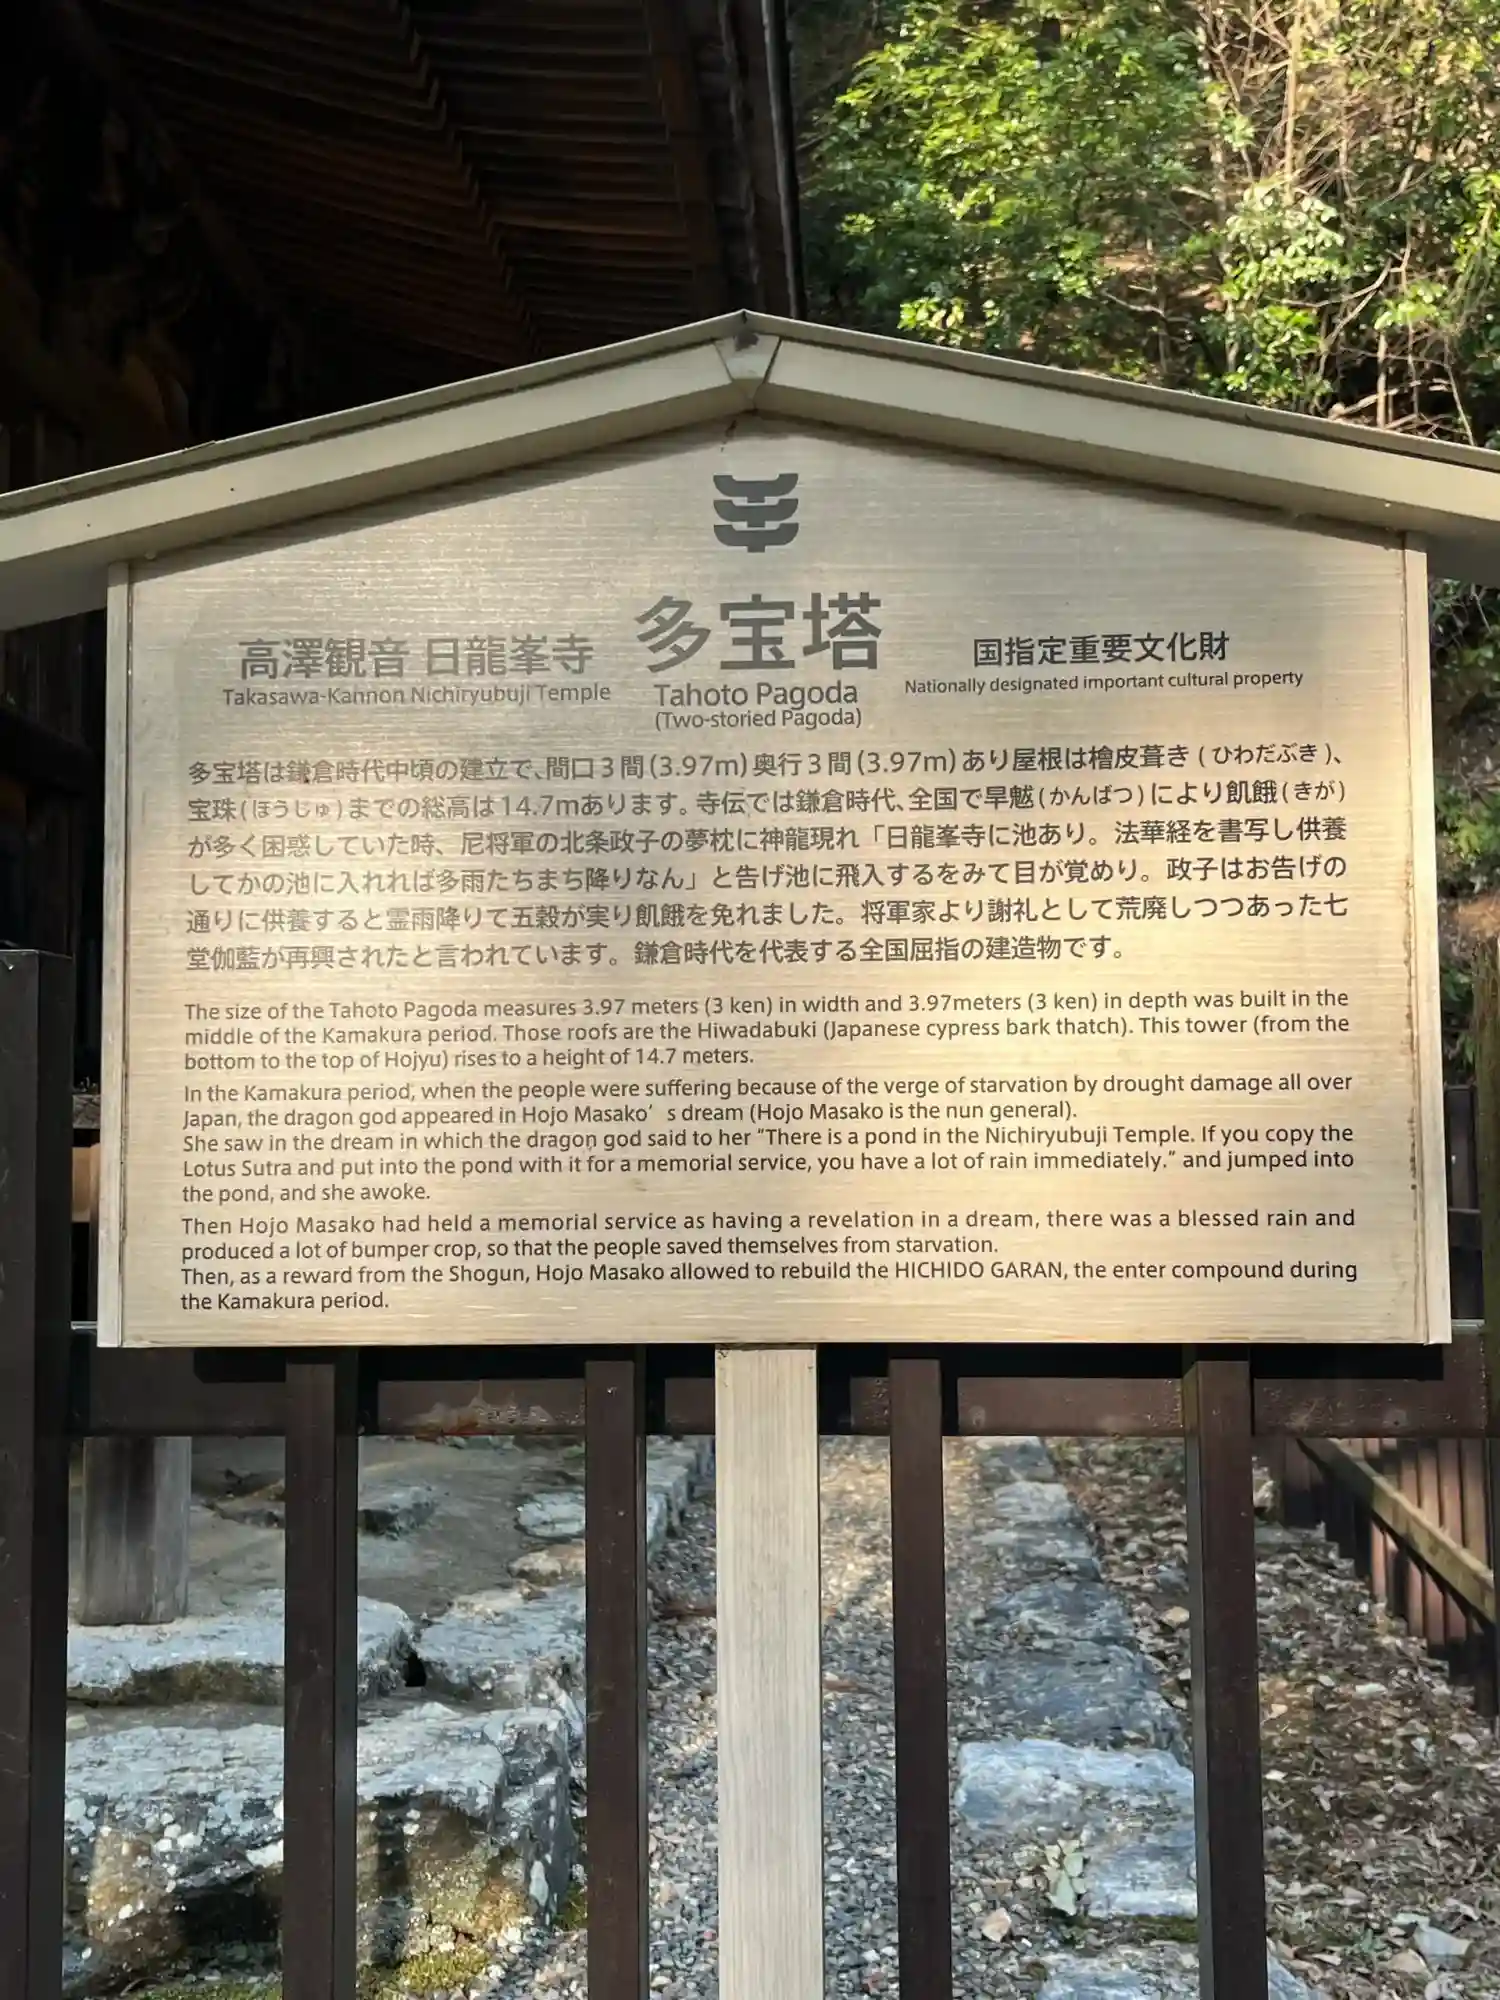 多宝塔
高澤観音 日龍峯寺
Takasawa-Kannon Nichiryubuji Temple
Tahoto Pagoda
(Two-storied Pagoda)
国指定重要文化財
Nationally designated important cultural property
多宝塔は鎌倉時代中頃の建立で、間口3間(3.97m)奥行3間(3.97m)あり屋根は檜皮葺き(ひわだぶき)、
宝珠(ほうじゅ)までの総高は14.7mあります。寺伝では鎌倉時代、全国で旱魃(かんばつ)により飢餓(きが)
が多く困惑していた時、尼将軍の北条政子の夢枕に神龍現れ「日龍峯寺に池あり。法華経を書写し供養
してかの池に入れれば多雨たちまち降りなん」と告げ池に飛入するをみて目が覚めり。政子はお告げの
通りに供養すると霊雨降りて五穀が実り飢餓を免れました。将軍家より謝礼として荒廃しつつあった七
堂伽藍が再興されたと言われています。鎌倉時代を代表する全国屈指の建造物です。
The size of the Tahoto Pagoda measures 3.97 meters (3 ken) in width and 3.97meters (3 ken) in depth was built in the
middle of the Kamakura period. Those roofs are the Hiwadabuki (Japanese cypress bark thatch). This tower (from the
bottom to the top of Hojyu) rises to a height of 14.7 meters.
In the Kamakura period, when the people were suffering because of the verge of starvation by drought damage all over
Japan, the dragon god appeared in Hojo Masako's dream (Hojo Masako is the nun general).
She saw in the dream in which the dragon god said to her "There is a pond in the Nichiryubuji Temple. If you copy the
Lotus Sutra and put into the pond with it for a memorial service, you have a lot of rain immediately." and jumped into
the pond, and she awoke.
Then Hojo Masako had held a memorial service as having a revelation in a dream, there was a blessed rain and
produced a lot of bumper crop, so that the people saved themselves from starvation.
Then, as a reward from the Shogun, Hojo Masako allowed to rebuild the HICHIDO GARAN, the enter compound during
the Kamakura period.